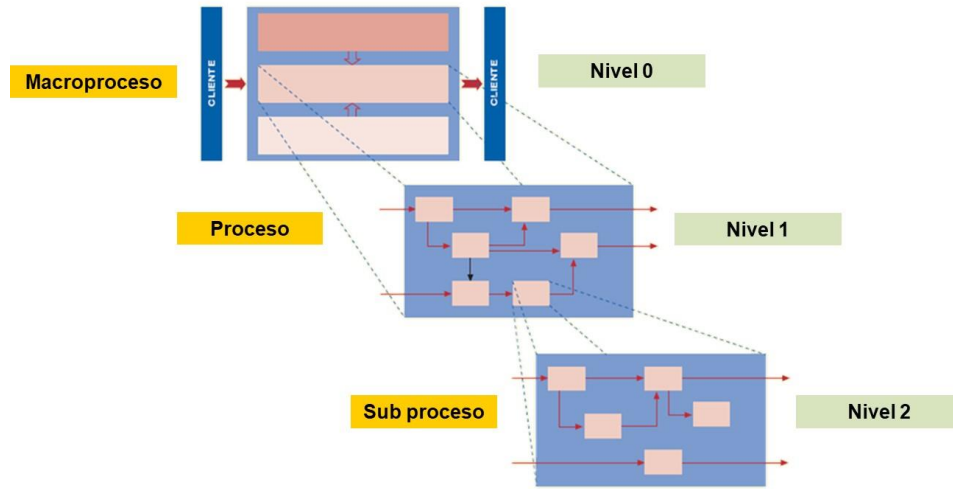 Macroproceso
CLIENTE
CLIENTE
Nivel 0
Proceso
Nivel 1
Sub proceso
Nivel 2